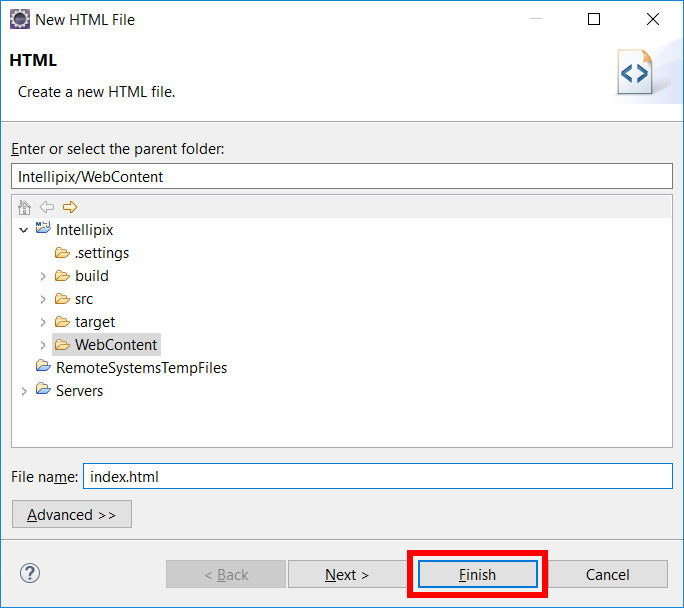 New HTML File
HTML
Create a new HTML file.
Enter or select the parent folder:
Intellipix/WebContent
Intellipix
.settings
build
src
target
WebContent
RemoteSystemsTempFiles
Servers
File name: index.html
Advanced >>
< Back Next > Finish Cancel